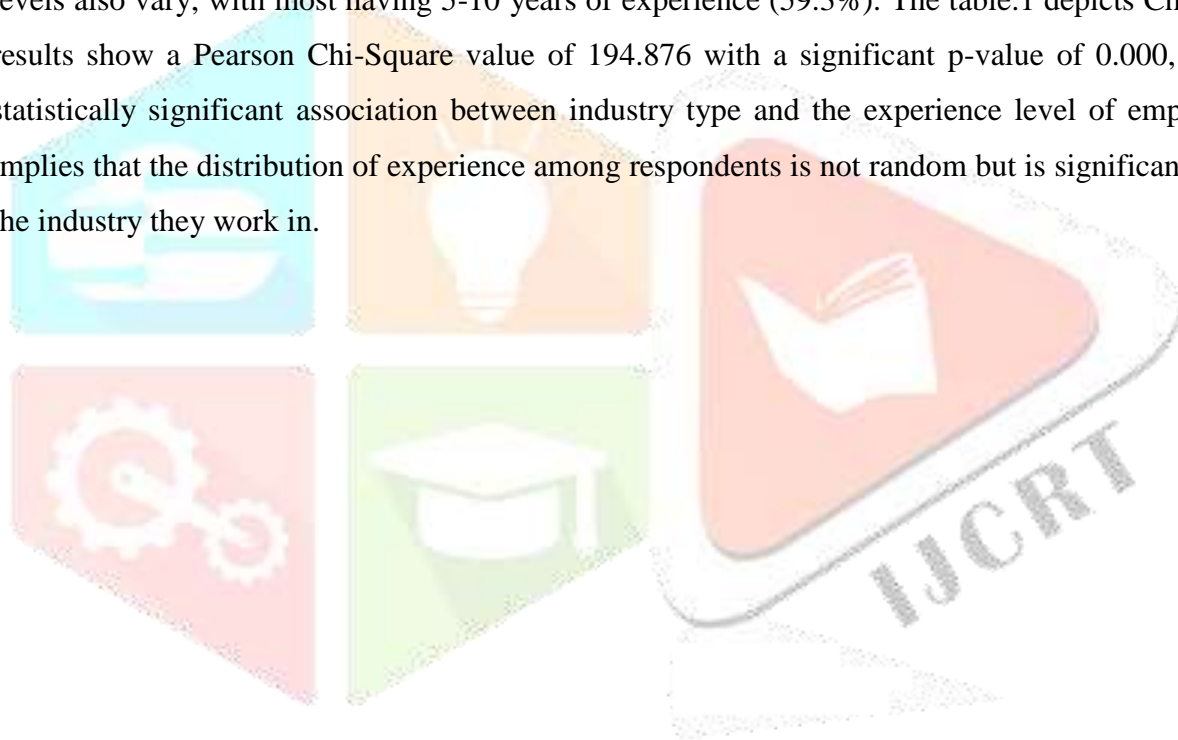 levels also vary, with most having 5-10 years of experience (59.3%). The table.1 depicts
results show a Pearson Chi-Square value of 194.876 with a significant p-value of 0.000,
statistically significant association between industry type and the experience level of emp
implies that the distribution of experience among respondents is not random but is significan
the industry they work in.
IJCRT